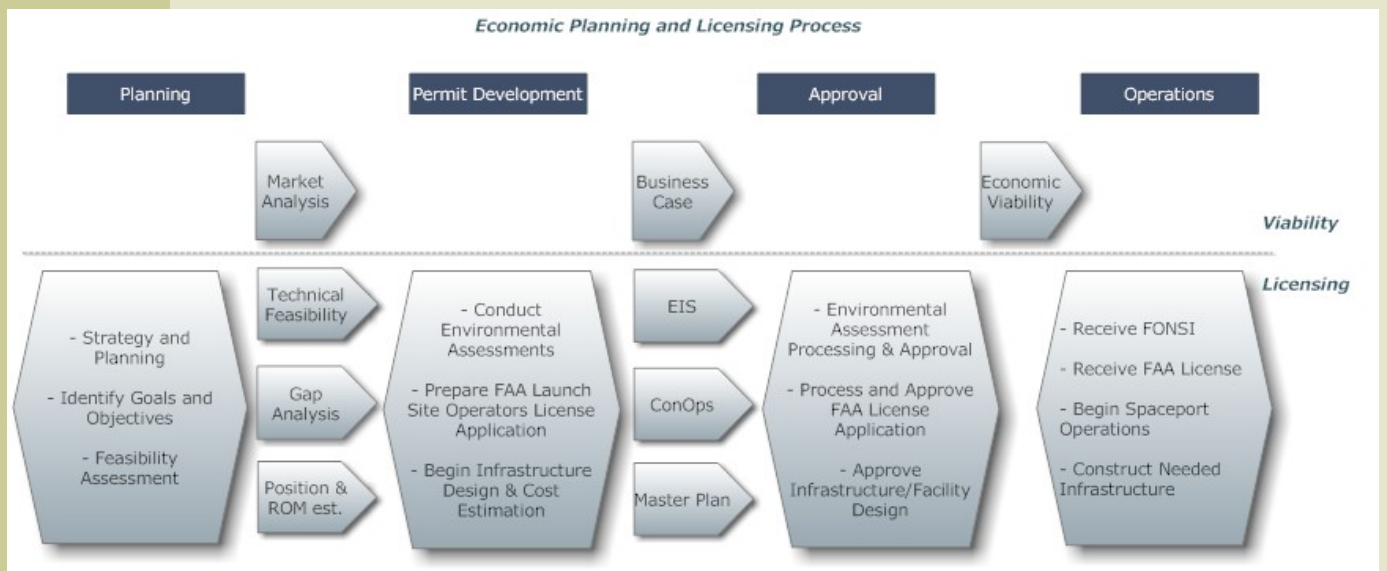 Economic Planning and Licensing Process
Planning
Permit Development
Approval
Operations
Market
Analysis
Business
Case
Economic
Viability
Viability
Licensing
- Strategy and
Planning
- Identify Goals and
Objectives
- Feasibility
Assessment
Technical
Feasibility
Gap
Analysis
Position &
ROM est.
- Conduct
Environmental
Assessments
- Prepare FAA Launch
Site Operators License
Application
- Begin Infrastructure
Design & Cost
Estimation
EIS
ConOps
Master Plan
- Environmental
Assessment
Processing & Approval
- Process and Approve
FAA License
Application
- Approve
Infrastructure/Facility
Design
- Receive FONSI
- Receive FAA License
- Begin Spaceport
Operations
- Construct Needed
Infrastructure